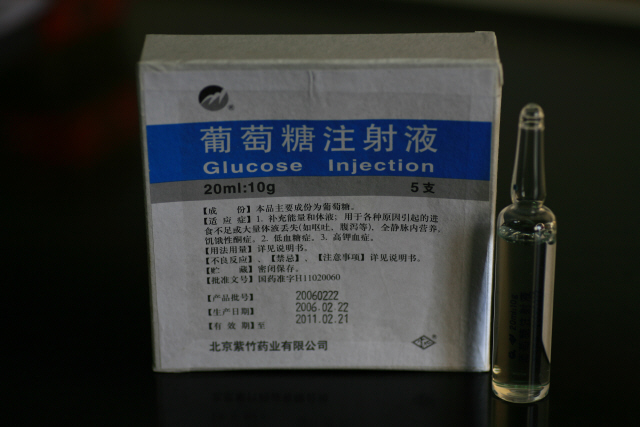 葡萄糖注射液
Glucose Injection
20ml:10g 5支
【成 份】本品主要成份为葡萄糖。
【适 应 症】1. 补充能量和体液；用于各种原因引起的进
食不足或大量体液丢失(如呕吐、腹泻等)，全静脉内营养，
饥饿性酮症。2. 低血糖症。3. 高钾血症。
【用法用量】详见说明书。
【不良反应】、【禁忌】、【注意事项】详见说明书。
【贮 藏】密闭保存。
【批准文号】国药准字H11020060
【产品批号】 20060222
【生产日期】 2006.02.22
【有 效 期】至 2011.02.21
北京紫竹药业有限公司